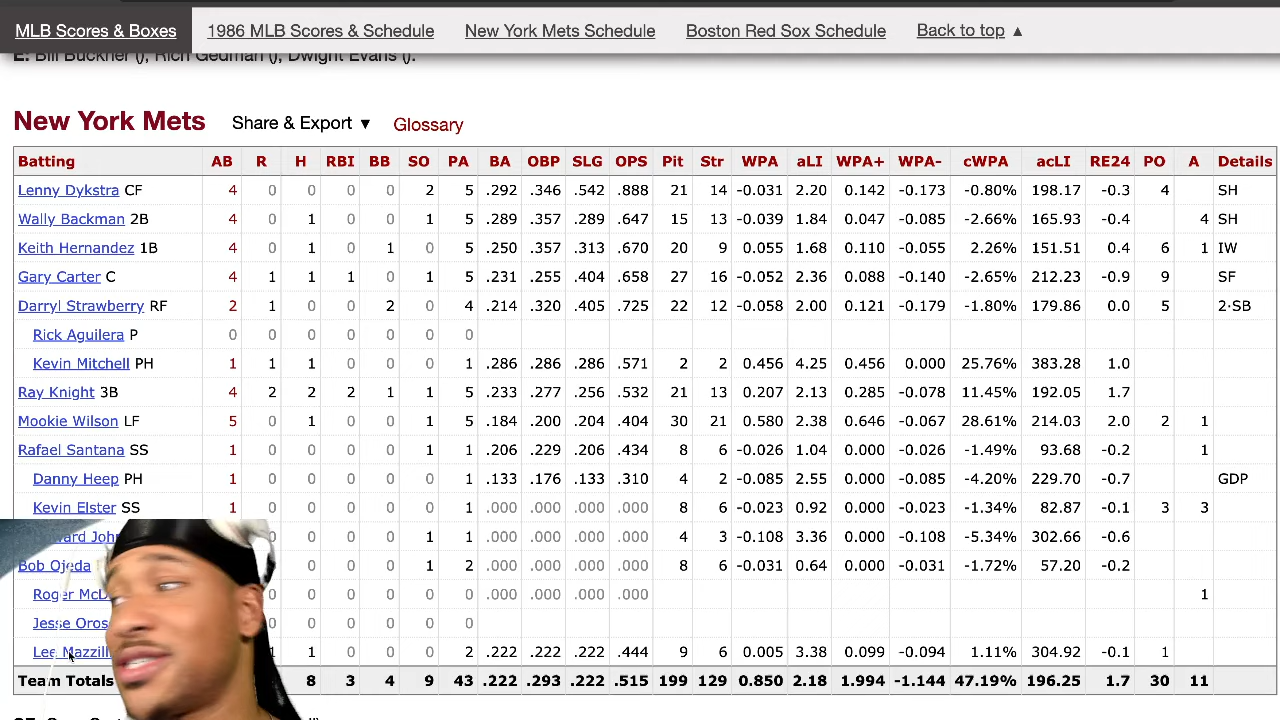 MLB Scores & Boxes 1986 MLB Scores & Schedule New York Mets Schedule Boston Red Sox Schedule Back to top ▲
E: Bill Buckner (), Rich Gedman (), Dwight Evans ().
New York Mets Share & Export ▼ Glossary
Batting AB R H RBI BB SO PA BA OBP SLG OPS Pit Str WPA aLI WPA+ WPA- cWPA acLI RE24 PO A Details
Lenny Dykstra CF 4 0 0 0 0 2 5 .292 .346 .542 .888 21 14 -0.031 2.20 0.142 -0.173 -0.80% 198.17 -0.3 4 SH
Wally Backman 2B 4 0 1 0 0 1 5 .289 .357 .289 .647 15 13 -0.039 1.84 0.047 -0.085 -2.66% 165.93 -0.4 4 SH
Keith Hernandez 1B 4 0 1 0 1 0 5 .250 .357 .313 .670 20 9 0.055 1.68 0.110 -0.055 2.26% 151.51 0.4 6 1 IW
Gary Carter C 4 1 1 1 0 1 5 .231 .255 .404 .658 27 16 -0.052 2.36 0.088 -0.140 -2.65% 212.23 -0.9 9 SF
Darryl Strawberry RF 2 1 0 0 2 0 4 .214 .320 .405 .725 22 12 -0.058 2.00 0.121 -0.179 -1.80% 179.86 0.0 5 2·SB
Rick Aguilera P 0 0 0 0 0 0 0
Kevin Mitchell PH 1 1 1 0 0 0 1 .286 .286 .286 .571 2 2 0.456 4.25 0.456 0.000 25.76% 383.28 1.0
Ray Knight 3B 4 2 2 2 1 1 5 .233 .277 .256 .532 21 13 0.207 2.13 0.285 -0.078 11.45% 192.05 1.7
Mookie Wilson LF 5 0 1 0 0 1 5 .184 .200 .204 .404 30 21 0.580 2.38 0.646 -0.067 28.61% 214.03 2.0 2 1
Rafael Santana SS 1 0 0 0 0 1 1 .206 .229 .206 .434 8 6 -0.026 1.04 0.000 -0.026 -1.49% 93.68 -0.2 1
Danny Heep PH 1 0 0 0 0 0 1 .133 .176 .133 .310 4 2 -0.085 2.55 0.000 -0.085 -4.20% 229.70 -0.7 GDP
Kevin Elster SS 1 0 0 0 0 0 1 .000 .000 .000 .000 8 6 -0.023 0.92 0.000 -0.023 -1.34% 82.87 -0.1 3 3
0 0 0 1 1 .000 .000 .000 .000 4 3 -0.108 3.36 0.000 -0.108 -5.34% 302.66 -0.6
Bob Ojeda 0 0 0 1 2 .000 .000 .000 .000 8 6 -0.031 0.64 0.000 -0.031 -1.72% 57.20 -0.2
Roger McD 0 0 0 0 0 .000 .000 .000 .000 1
Jesse Oros 0 0 0 0 0
Lee Mazzill 1 1 0 0 0 2 .222 .222 .222 .444 9 6 0.005 3.38 0.099 -0.094 1.11% 304.92 -0.1 1
Team Totals 8 3 4 9 43 .222 .293 .222 .515 199 129 0.850 2.18 1.994 -1.144 47.19% 196.25 1.7 30 11